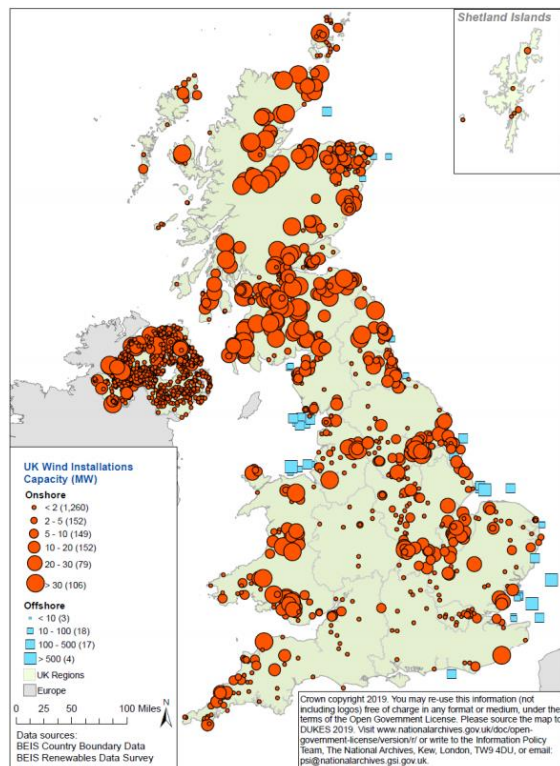 Shetland Islands
UK Wind Installations
Capacity (MW)
Onshore
< 2 (1,260)
2 - 5 (152)
5 - 10 (149)
10 - 20 (152)
20 - 30 (79)
> 30 (106)
Offshore
< 10 (3)
10 - 100 (18)
100 - 500 (17)
> 500 (4)
UK Regions
Europe
0 25 50 100 Miles
N
Data sources:
BEIS Country Boundary Data
BEIS Renewables Data Survey
Crown copyright 2019. You may re-use this information (not
including logos) free of charge in any format or medium, under the
terms of the Open Government License. Please source the map to
DUKES 2019. Visit www.nationalarchives.gov.uk/doc/open-
government-license/version/r/ or write to the Information Policy
Team, The National Archives, Kew, London, TW9 4DU, or email:
psi@nationalarchives.gsi.gov.uk.